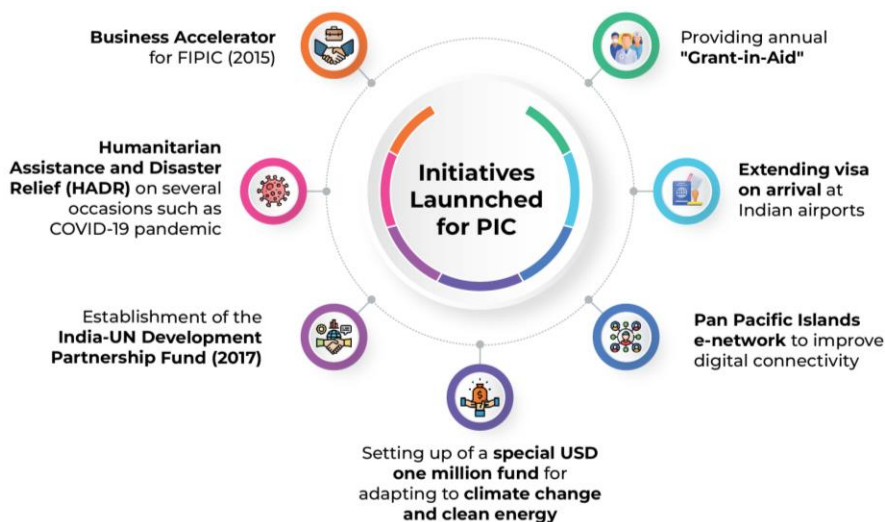 Business Accelerator
for FIPIC (2015)
Providing annual
"Grant-in-Aid"
Humanitarian
Assistance and Disaster
Relief (HADR) on several
occasions such as
COVID-19 pandemic
Initiatives
Launnched
for PIC
Extending visa
on arrival at
Indian airports
Establishment of the
India-UN Development
Partnership Fund (2017)
Pan Pacific Islands
e-network to improve
digital connectivity
Setting up of a special USD
one million fund for
adapting to climate change
and clean energy